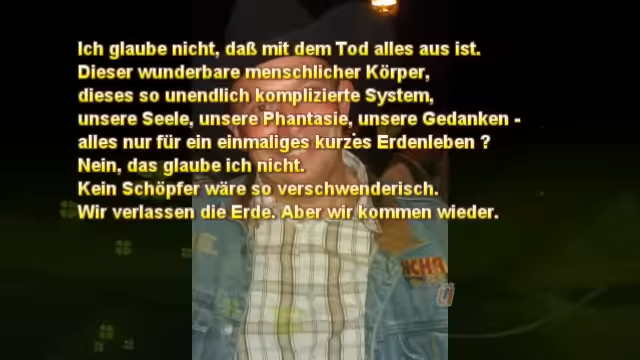 Ich glaube nicht, daß mit dem Tod alles aus ist.
Dieser wunderbare menschlicher Körper,
dieses so unendlich komplizierte System,
unsere Seele, unsere Phantasie, unsere Gedanken -
alles nur für ein einmaliges kurzes Erdenleben ?
Nein, das glaube ich nicht.
Kein Schöpfer wäre so verschwenderisch.
Wir verlassen die Erde. Aber wir kommen wieder.